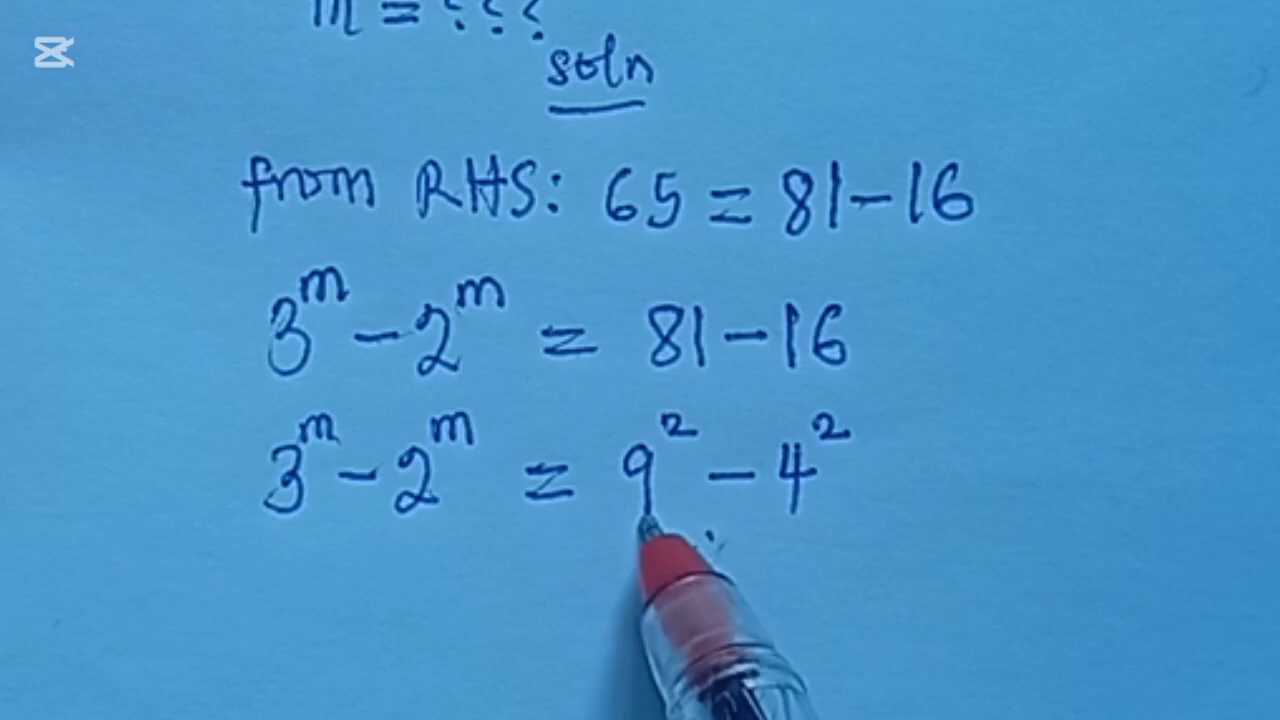 m = ???
soln
from RHS: 65 = 81 - 16
3^m - 2^m = 81 - 16
3^m - 2^m = 9^2 - 4^2